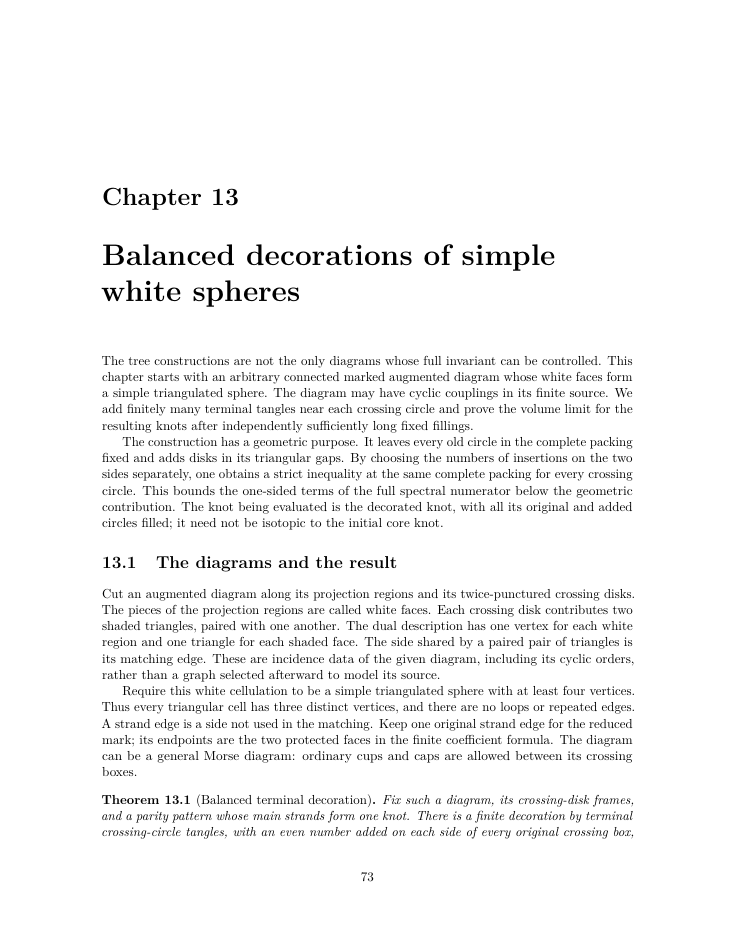 Chapter 13
Balanced decorations of simple
white spheres
The tree constructions are not the only diagrams whose full invariant can be controlled. This
chapter starts with an arbitrary connected marked augmented diagram whose white faces form
a simple triangulated sphere. The diagram may have cyclic couplings in its finite source. We
add finitely many terminal tangles near each crossing circle and prove the volume limit for the
resulting knots after independently sufficiently long fixed fillings.
The construction has a geometric purpose. It leaves every old circle in the complete packing
fixed and adds disks in its triangular gaps. By choosing the numbers of insertions on the two
sides separately, one obtains a strict inequality at the same complete packing for every crossing
circle. This bounds the one-sided terms of the full spectral numerator below the geometric
contribution. The knot being evaluated is the decorated knot, with all its original and added
circles filled; it need not be isotopic to the initial core knot.
13.1 The diagrams and the result
Cut an augmented diagram along its projection regions and its twice-punctured crossing disks.
The pieces of the projection regions are called white faces. Each crossing disk contributes two
shaded triangles, paired with one another. The dual description has one vertex for each white
region and one triangle for each shaded face. The side shared by a paired pair of triangles is
its matching edge. These are incidence data of the given diagram, including its cyclic orders,
rather than a graph selected afterward to model its source.
Require this white cellulation to be a simple triangulated sphere with at least four vertices.
Thus every triangular cell has three distinct vertices, and there are no loops or repeated edges.
A strand edge is a side not used in the matching. Keep one original strand edge for the reduced
mark; its endpoints are the two protected faces in the finite coefficient formula. The diagram
can be a general Morse diagram: ordinary cups and caps are allowed between its crossing
boxes.
Theorem 13.1 (Balanced terminal decoration). Fix such a diagram, its crossing-disk frames,
and a parity pattern whose main strands form one knot. There is a finite decoration by terminal
crossing-circle tangles, with an even number added on each side of every original crossing box,
73